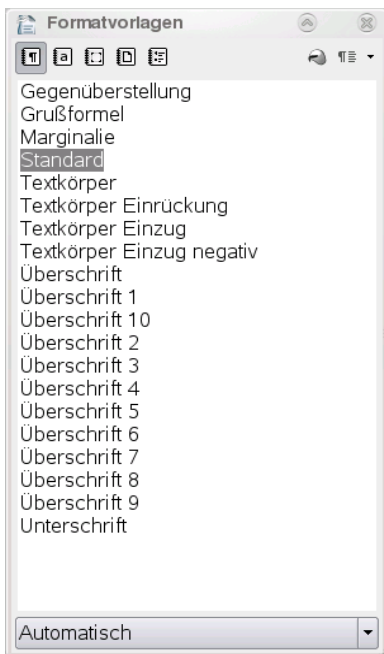 Formatvorlagen
Gegenüberstellung
Grußformel
Marginalie
Standard
Textkörper
Textkörper Einrückung
Textkörper Einzug
Textkörper Einzug negativ
Überschrift
Überschrift 1
Überschrift 10
Überschrift 2
Überschrift 3
Überschrift 4
Überschrift 5
Überschrift 6
Überschrift 7
Überschrift 8
Überschrift 9
Unterschrift
Automatisch